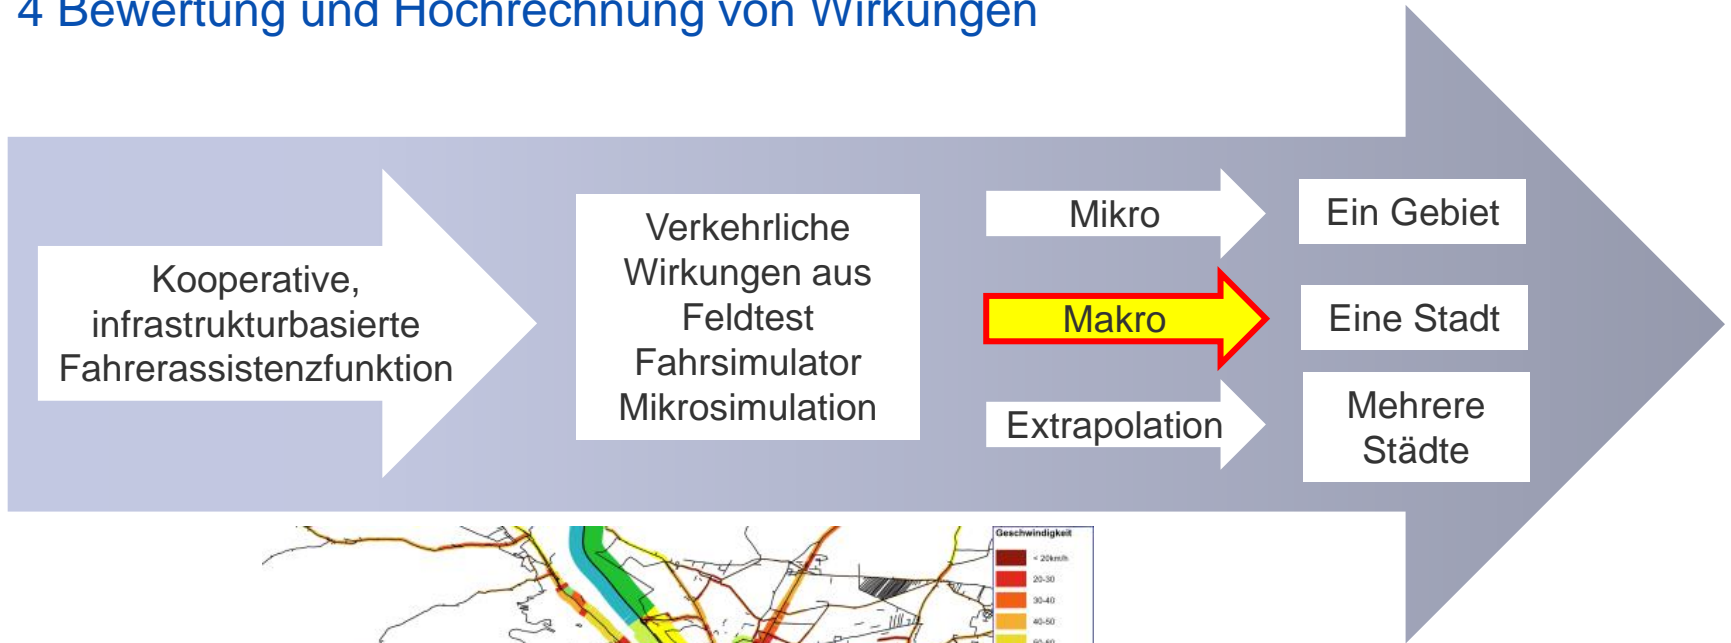 4 Bewertung und Hochrechnung von Wirkungen
Kooperative,
infrastrukturbasierte
Fahrerassistenzfunktion
Verkehrliche
Wirkungen aus
Feldtest
Fahrsimulator
Mikrosimulation
Mikro
Ein Gebiet
Makro
Eine Stadt
Extrapolation
Mehrere
Städte
Geschwindigkeit
< 20km/h
20-30
30-40
40-50